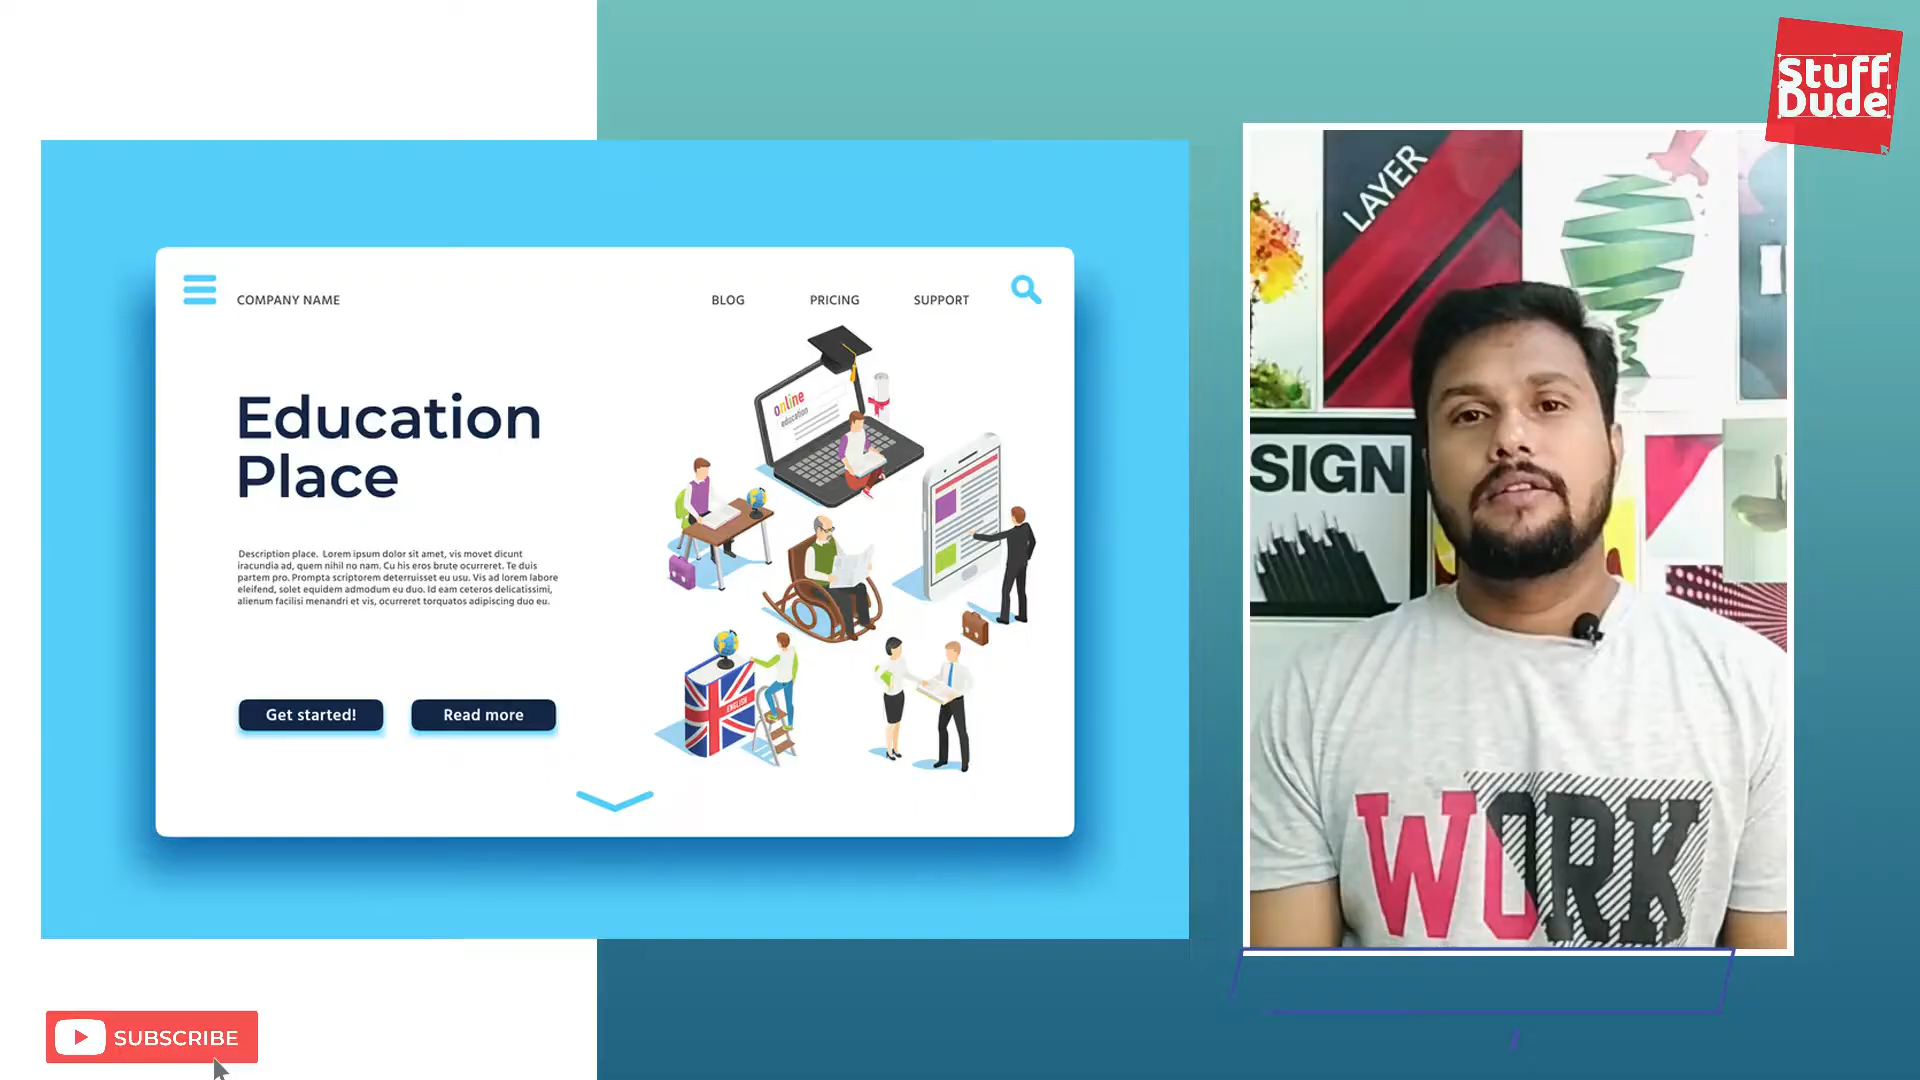 Stuff
Dude
COMPANY NAME
BLOG
PRICING
SUPPORT
Education
Place
Description place. Lorem ipsum dolor sit amet, vis movet dicunt
iracundia ad, quem nihil no nam. Cu his eros brute ocurreret. Te duis
partem pro. Prompta scriptorem deterruisset eu usu. Vis ad lorem labore
eleifend, solet equidem admodum eu duo. Id eam ceteros delicatissimi,
alienum facilisi menandri et vis, ocurreret torquatos adipiscing duo eu.
Get started!
Read more
online
education
ENGLISH
LAYER
SIGN
WORK
SUBSCRIBE